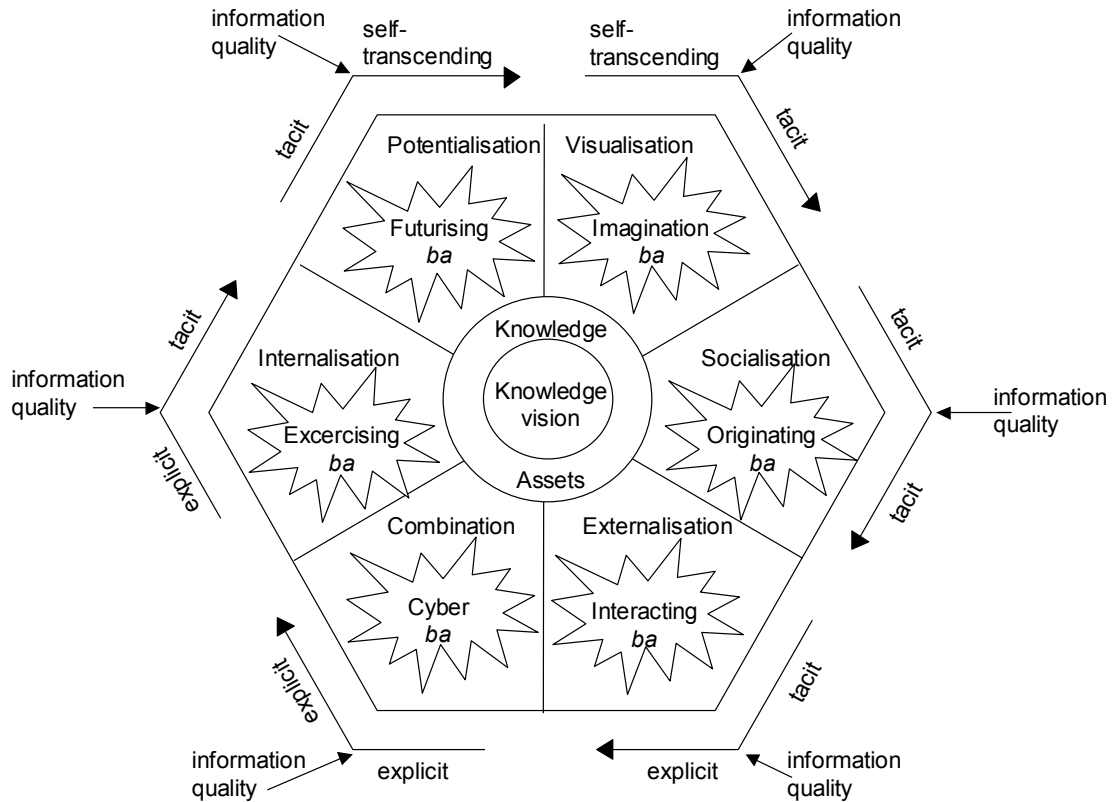 information
quality
self-
transcending
self-
transcending
information
quality
tacit
tacit
Potentialisation
Visualisation
Futurising
ba
Imagination
ba
tacit
tacit
Knowledge
Internalisation
Socialisation
information
quality
Knowledge
vision
information
quality
Excercising
ba
Originating
ba
explicit
Assets
tacit
Combination
Externalisation
Cyber
ba
Interacting
ba
explicit
tacit
information
quality
explicit
explicit
information
quality